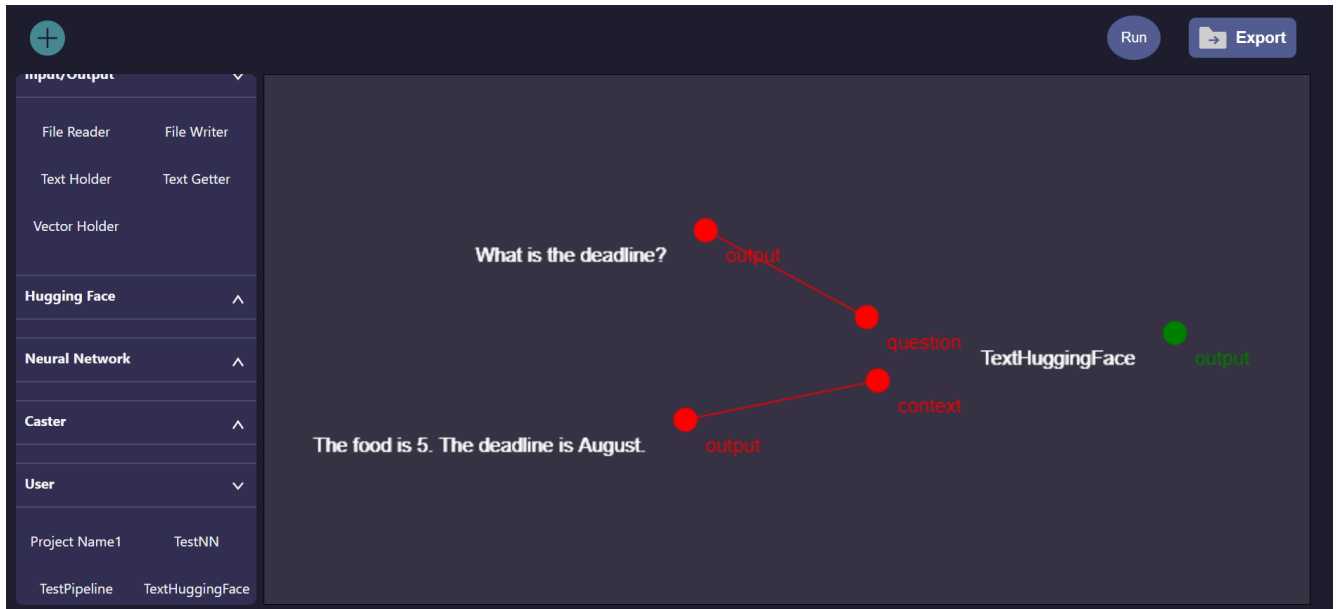 Run
Export
Input/Output
File Reader
File Writer
Text Holder
Text Getter
Vector Holder
Hugging Face
Neural Network
Caster
User
Project Name1
TestNN
TestPipeline
TextHuggingFace
What is the deadline?
output
question
TextHuggingFace
output
context
The food is 5. The deadline is August.
output